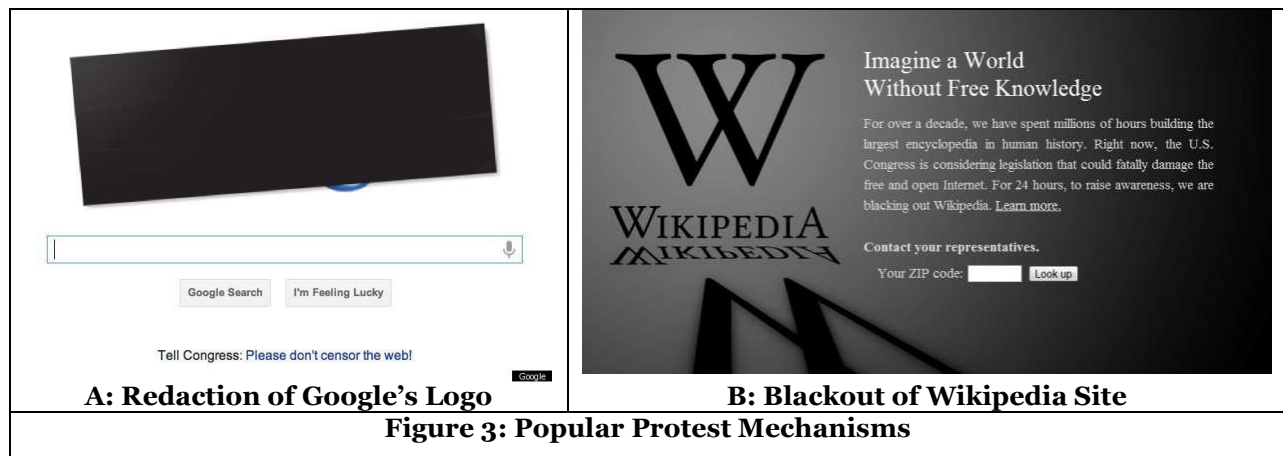 Google Search
I'm Feeling Lucky
Tell Congress: Please don't censor the web!
Google
A: Redaction of Google's Logo
W
WIKIPEDIA
Imagine a World
Without Free Knowledge
For over a decade, we have spent millions of hours building the
largest encyclopedia in human history. Right now, the U.S.
Congress is considering legislation that could fatally damage the
free and open Internet. For 24 hours, to raise awareness, we are
blacking out Wikipedia. Learn more.
Contact your representatives.
Your ZIP code:
Look up
B: Blackout of Wikipedia Site
Figure 3: Popular Protest Mechanisms